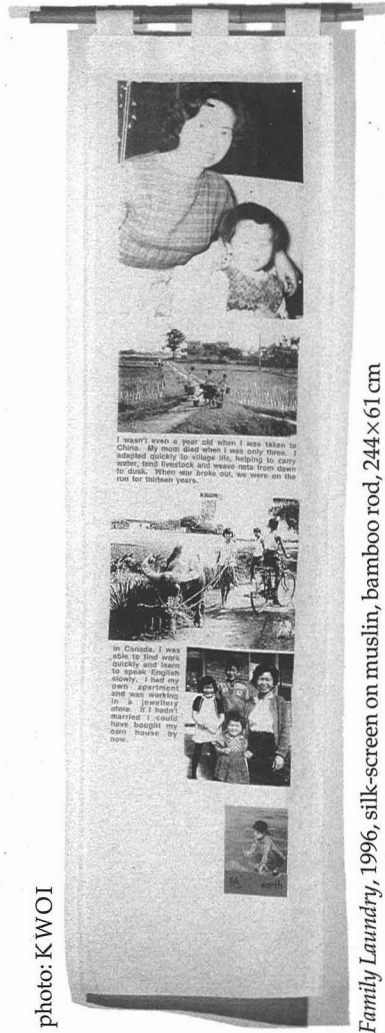 I wasn't even a year old when I was taken to
China. My mom died when I was only three. I
adapted quickly to village life, helping to carry
water, tend livestock and weave nets from dawn
to dusk. When war broke out, we were on the
run for thirteen years.
In Canada, I was
able to find work
quickly and learn
to speak English
slowly. I had my
own apartment
and was working
in a jewellery
store. If I hadn't
married I could
have bought my
own house by
now.
earth
photo: KWOI
Family Laundry, 1996, silk-screen on muslin, bamboo rod, 244×61 cm